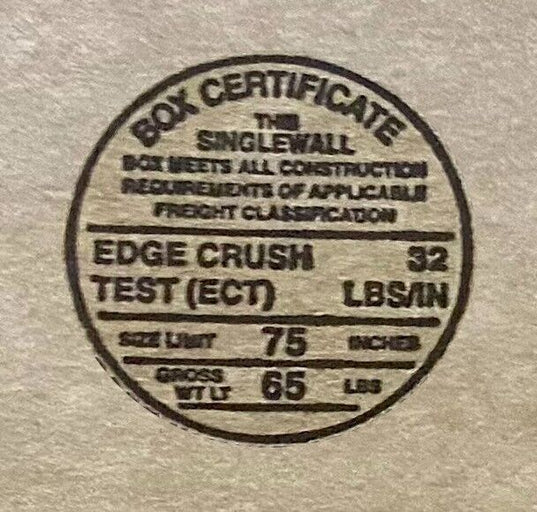 BOX CERTIFICATE
THIS
SINGLEWALL
BOX MEETS ALL CONSTRUCTION
REQUIREMENTS OF APPLICABLE
FREIGHT CLASSIFICATION
EDGE CRUSH 32
TEST (ECT) LBS/IN
SIZE LIMIT 75 INCHES
GROSS
WT LT 65 LBS